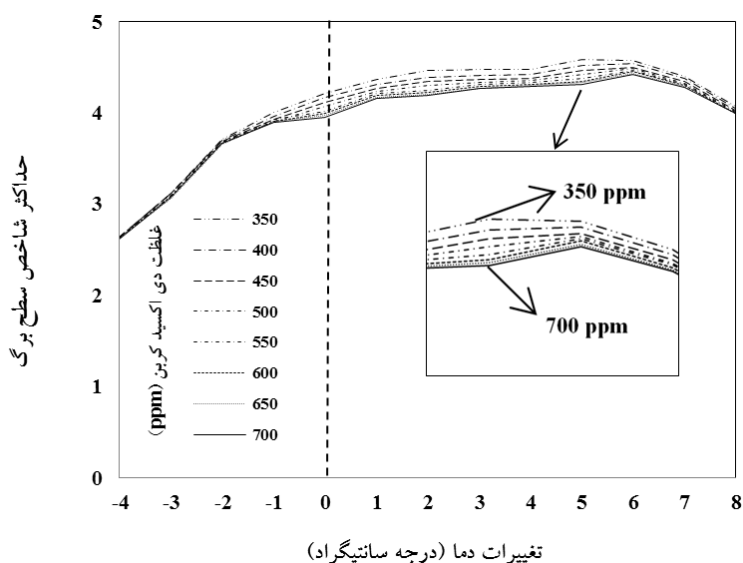 حداکثر شاخص سطح برگ
5
4
3
2
1
0
غلظت دی اکسید کربن (ppm)
350
400
450
500
550
600
650
700
350 ppm
700 ppm
-4 -3 -2 -1 0 1 2 3 4 5 6 7 8
تغییرات دما (درجه سانتیگراد)